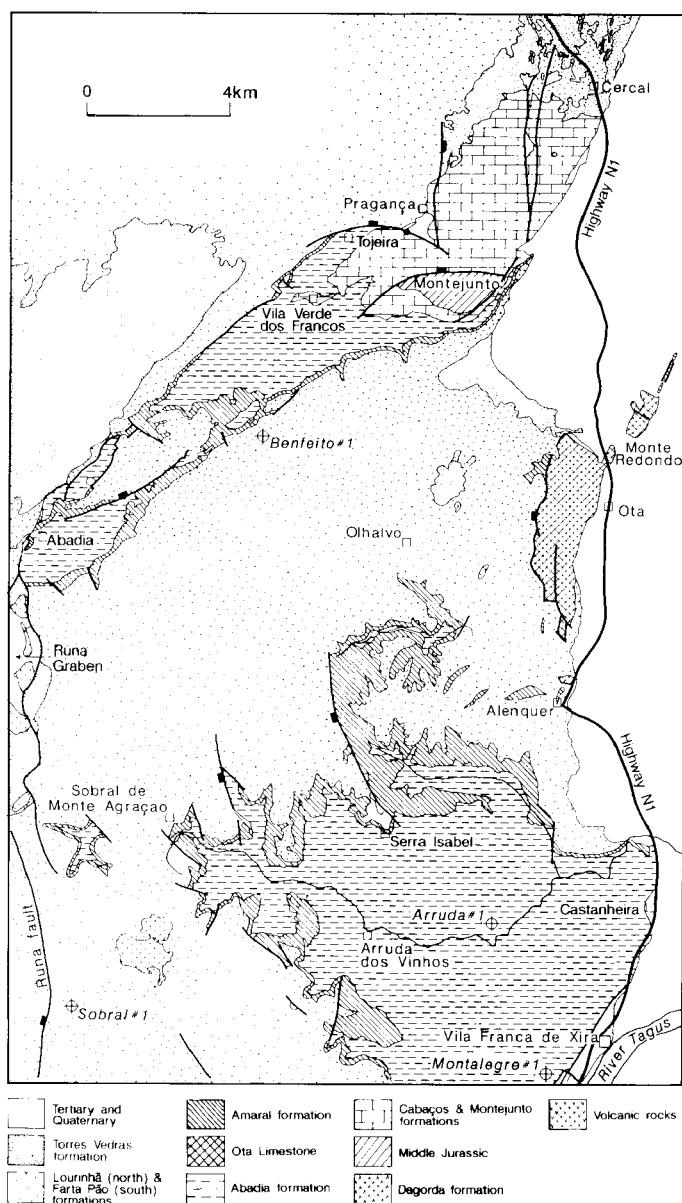 0 4km
Cercal
Highway N1
Pragança
Tojeira
Montejunto
Vila Verde
dos Francos
Benfeito#1
Monte
Redondo
Ota
Abadia
Olhalvo
Runa
Graben
Alenquer
Highway N1
Sobral de
Monte Agraçao
Serra Isabel
Arruda#1
Castanheira
Arruda
dos Vinhos
Runa fault
Sobral#1
Vila Franca de Xira
Montalegre#1
River Tagus
Tertiary and
Quaternary
Torres Vedras
formation
Lourinhã (north) &
Farta Pão (south)
formations
Amaral formation
Ota Limestone
Abadia formation
Cabaços & Montejunto
formations
Middle Jurassic
Dagorda formation
Volcanic rocks